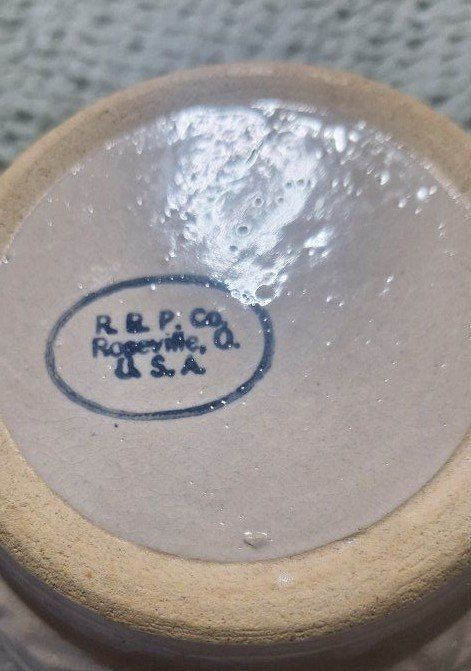 R. R. P. Co.
Roseville, O.
U. S. A.